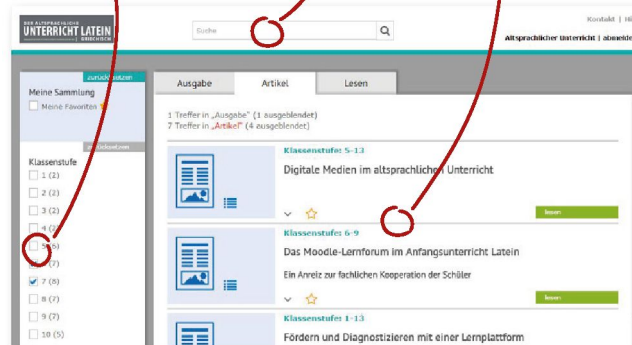 DER ALTSPRACHLICHE
UNTERRICHT LATEIN
GRIECHISCH
Suche
Kontakt | Hi
Altsprachlicher Unterricht | abmelde
zurücksetzen
Meine Sammlung
Meine Favoriten
zurücksetzen
Klassenstufe
1 (2)
2 (2)
3 (2)
4 (2)
5 (6)
(7)
7 (8)
8 (7)
9 (7)
10 (5)
Ausgabe
Artikel
Lesen
1 Treffer in „Ausgabe" (1 ausgeblendet)
7 Treffer in „Artikel" (4 ausgeblendet)
Klassenstufe: 5-13
Digitale Medien im altsprachlichen Unterricht
lesen
Klassenstufe: 6-9
Das Moodle-Lernforum im Anfangsunterricht Latein
Ein Anreiz zur fachlichen Kooperation der Schüler
lesen
Klassenstufe: 1-13
Fördern und Diagnostizieren mit einer Lernplattform